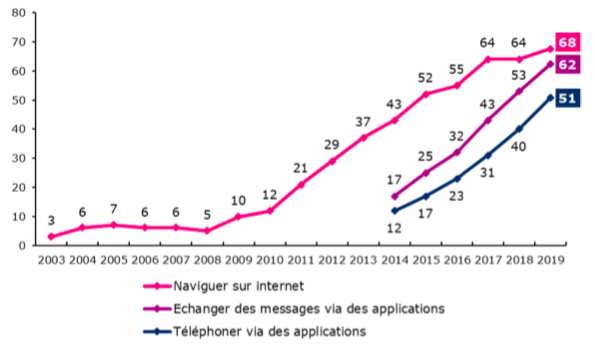 80
70
60
50
40
30
20
10
0
3 6 7 6 6 5 10 12 21 29 37 43 52 55 64 64 68
17 25 32 43 53 62
12 17 23 31 40 51
2003 2004 2005 2006 2007 2008 2009 2010 2011 2012 2013 2014 2015 2016 2017 2018 2019
Naviguer sur internet
Echanger des messages via des applications
Téléphoner via des applications